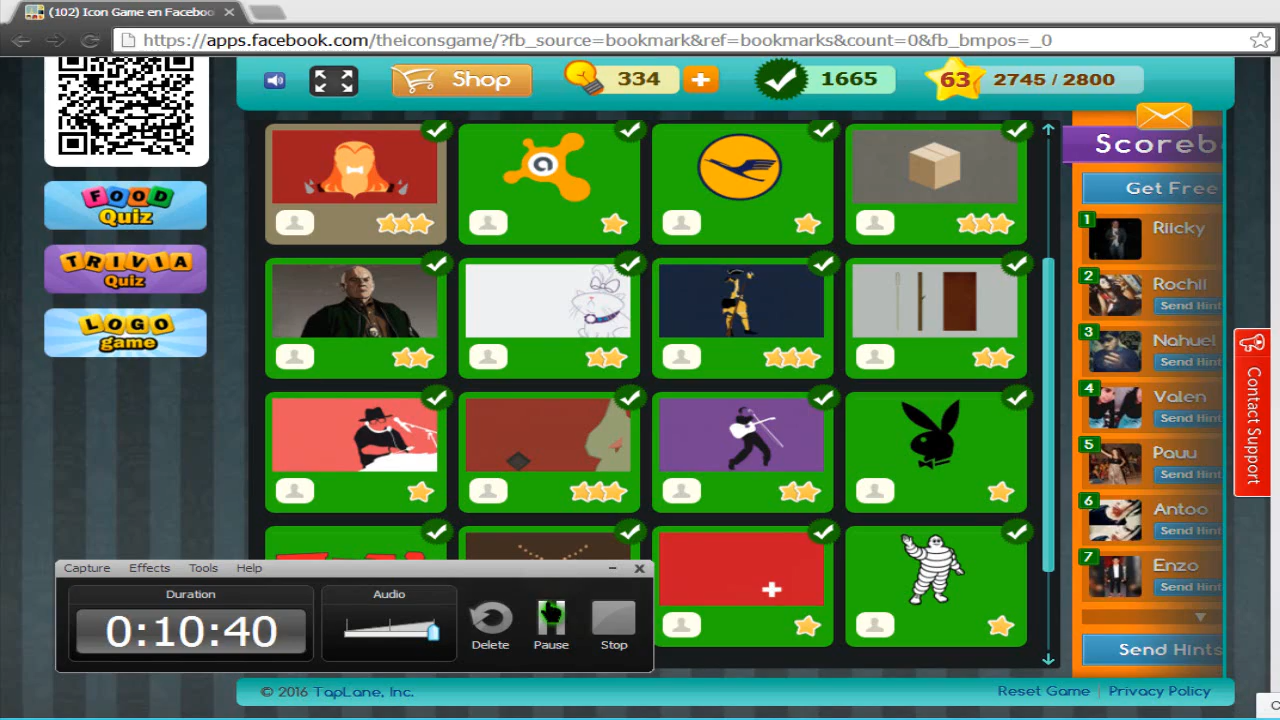 (102) Icon Game en Faceboo
https://apps.facebook.com/theiconsgame/?fb_source=bookmark&ref=bookmarks&count=0&fb_bmpos=_0
Shop
334
+
1665
63
2745 / 2800
FOOD
Quiz
TRIVIA
Quiz
LOGO
game
a
Scoreb
Get Free
1
Riicky
2
Rochii
Send Hint
3
Nahuel
Send Hint
4
Valen
Send Hint
5
Pauu
Send Hint
6
Antoo
Send Hint
7
Enzo
Send Hint
Send Hints
Contact Support
Capture Effects Tools Help
Duration
0:10:40
Audio
Delete
Pause
Stop
© 2016 TapLane, Inc.
Reset Game | Privacy Policy